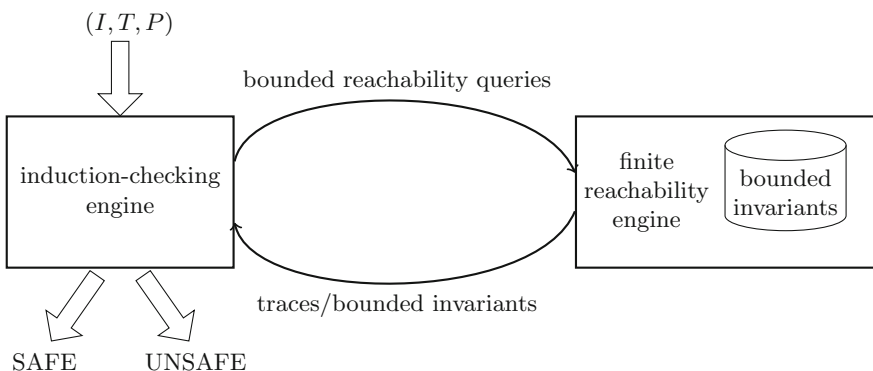 (I, T, P)
bounded reachability queries
induction-checking
engine
finite
reachability
engine
bounded
invariants
traces/bounded invariants
SAFE
UNSAFE